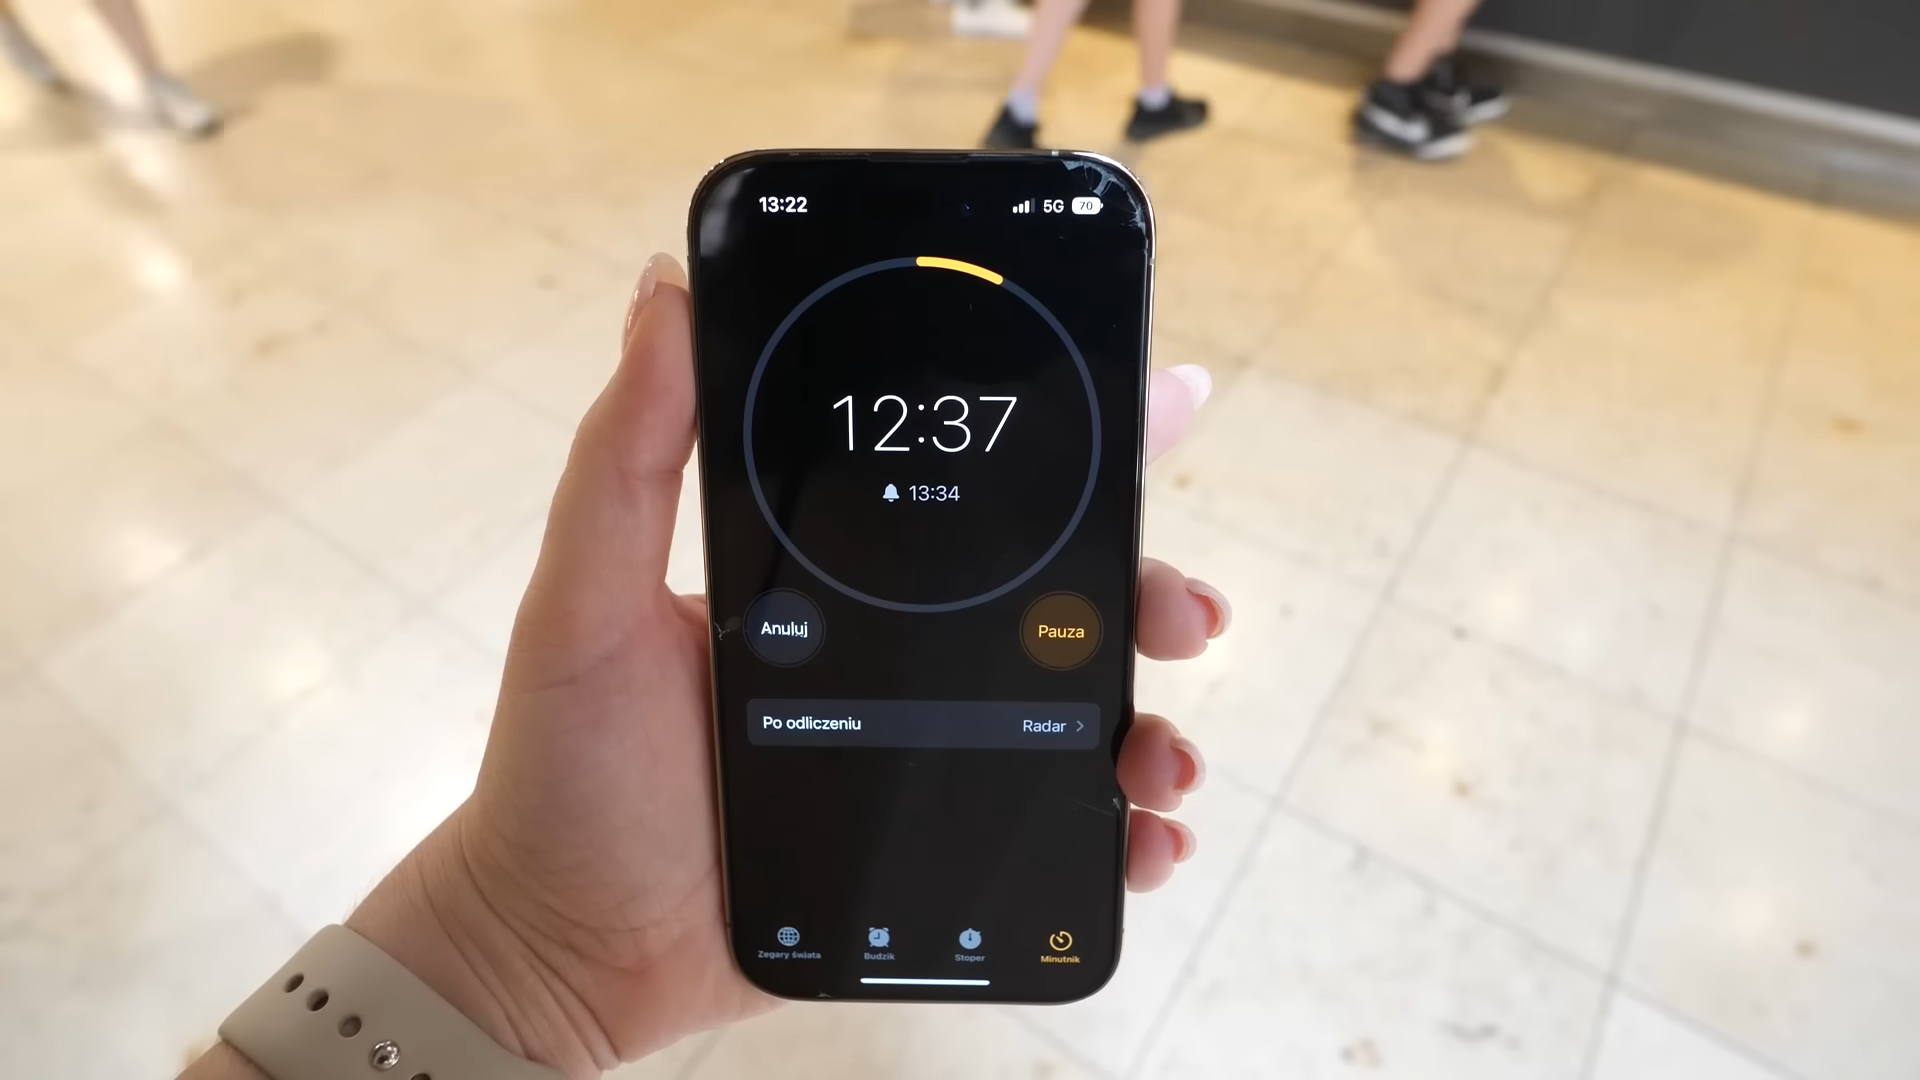 13:22
5G 70
12:37
13:34
Anuluj
Pauza
Po odliczeniu
Radar
Zegary świata
Budzik
Stoper
Minutnik